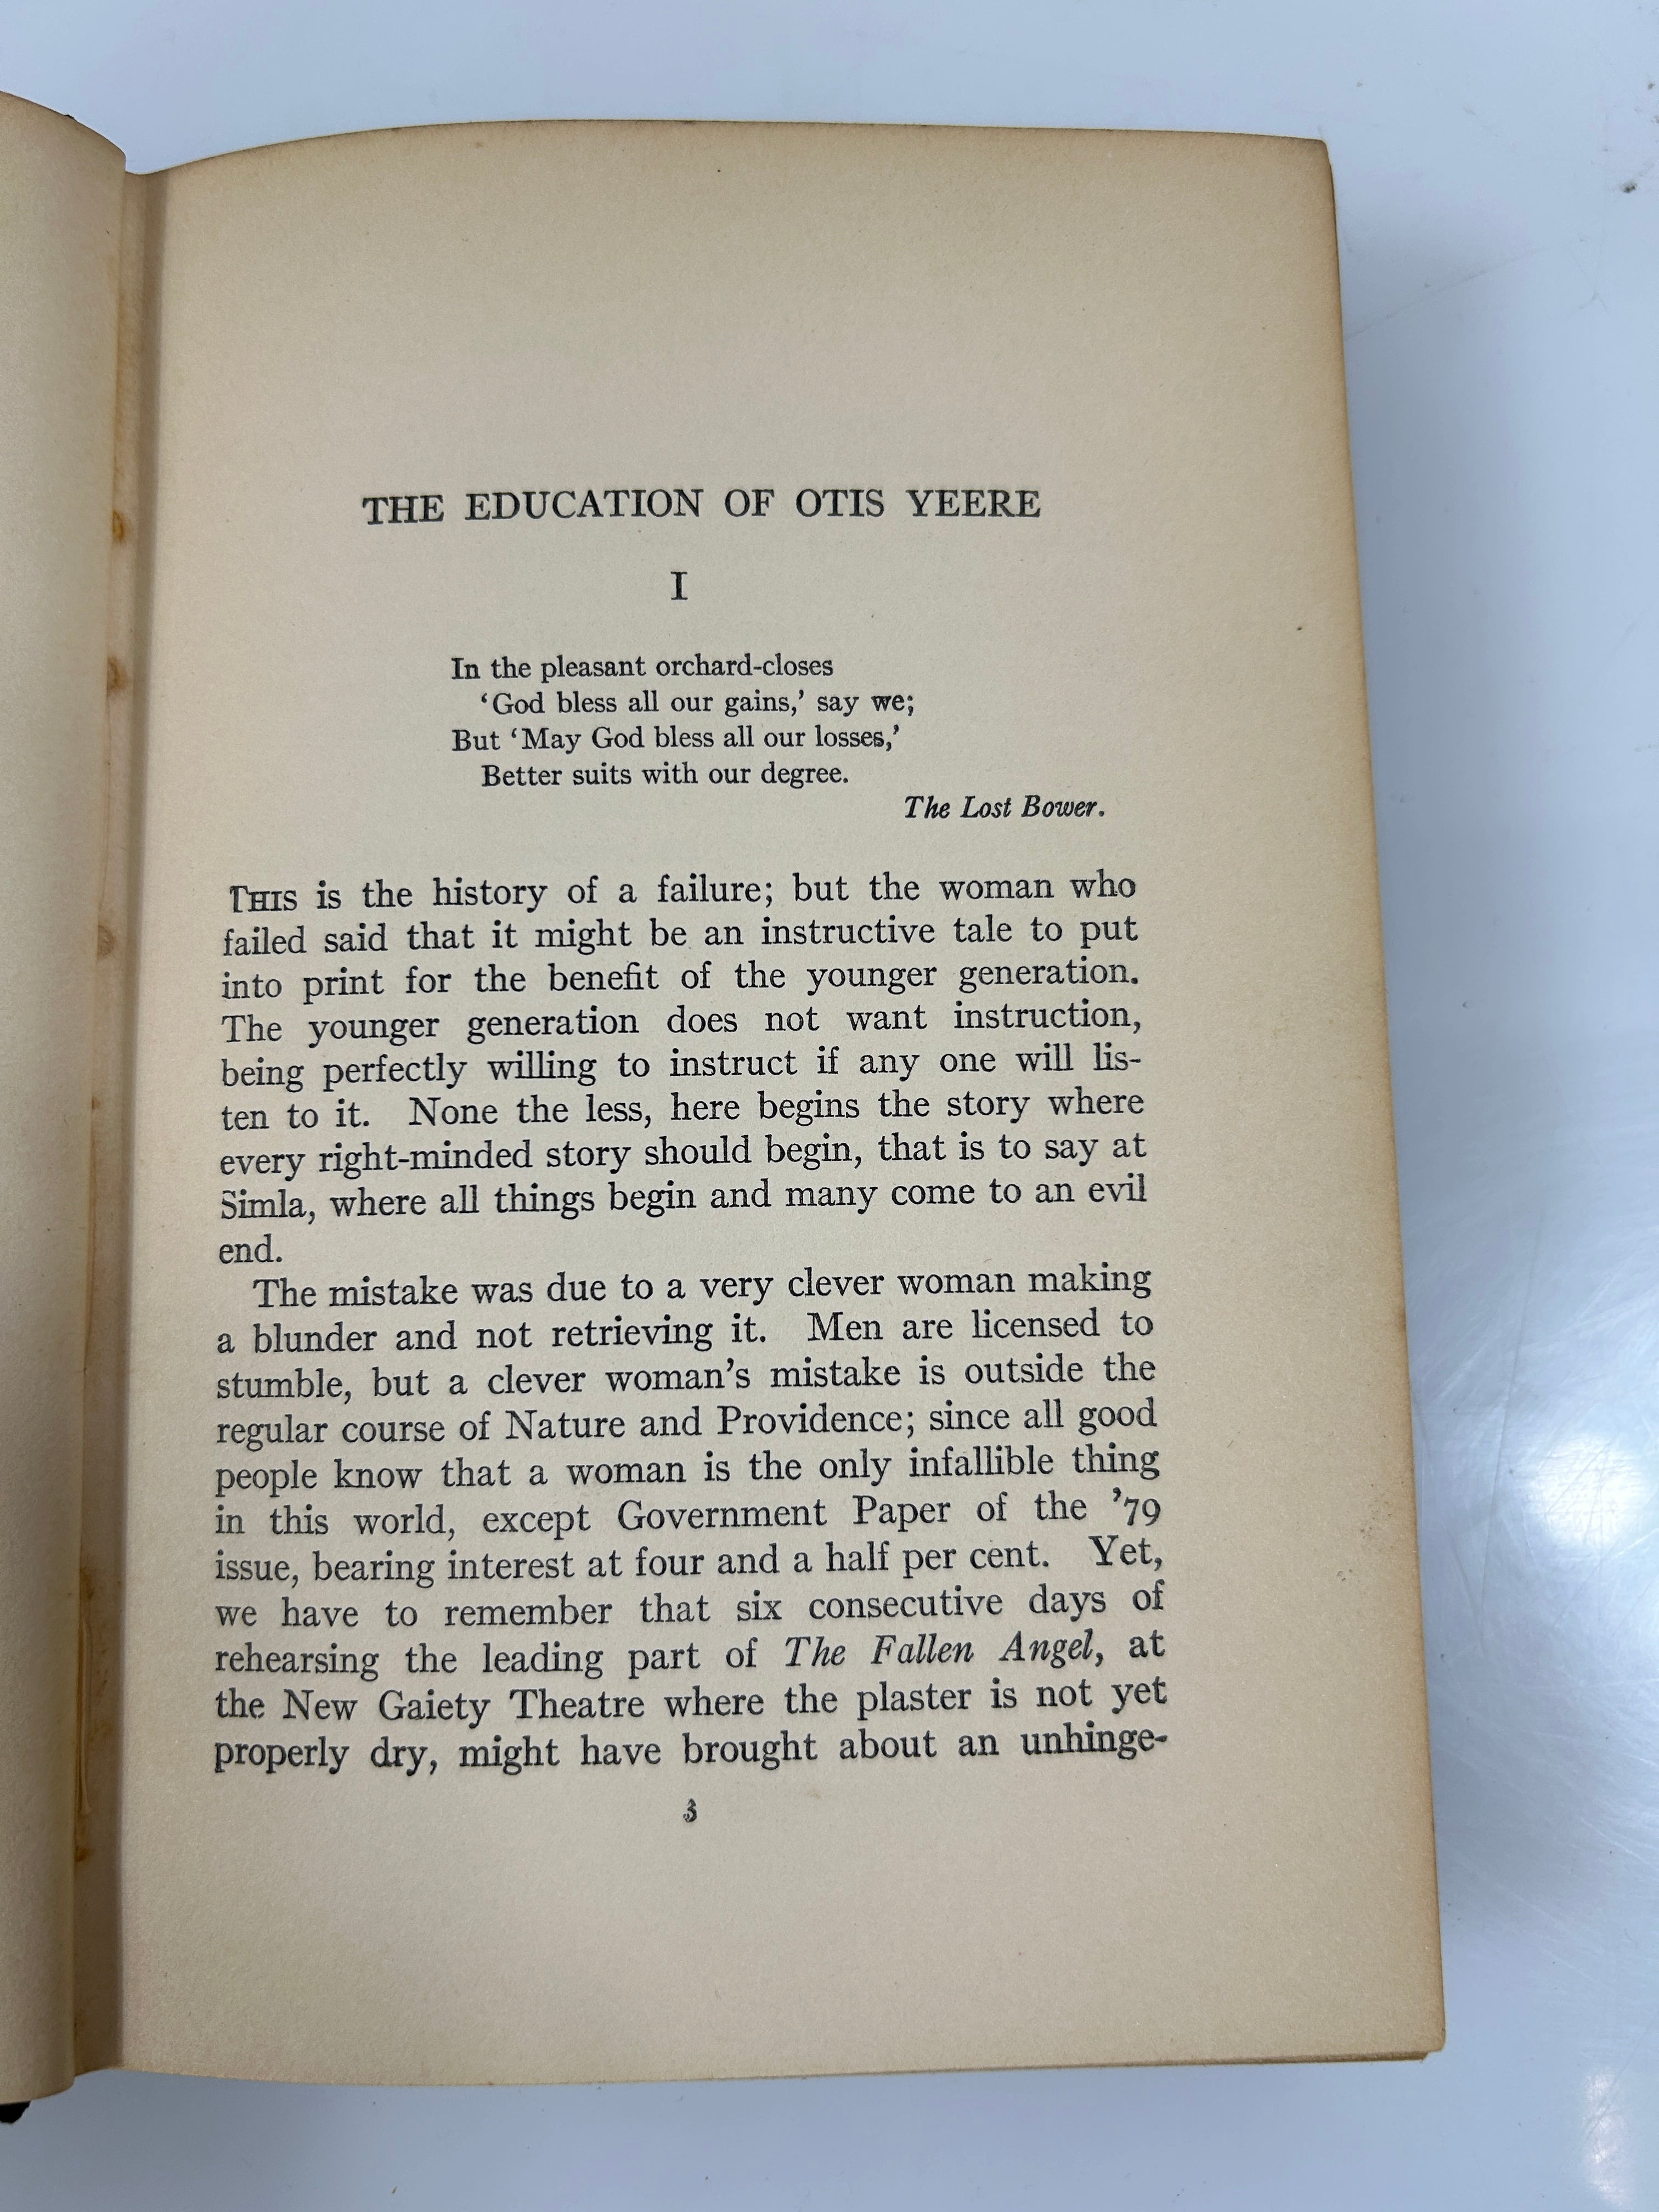 THE EDUCATION OF OTIS YEERE
I
In the pleasant orchard-closes
‘God bless all our gains,’ say we;
But ‘May God bless all our losses,’
Better suits with our degree.
The Lost Bower.
THIS is the history of a failure; but the woman who
failed said that it might be an instructive tale to put
into print for the benefit of the younger generation.
The younger generation does not want instruction,
being perfectly willing to instruct if any one will lis-
ten to it. None the less, here begins the story where
every right-minded story should begin, that is to say at
Simla, where all things begin and many come to an evil
end.
The mistake was due to a very clever woman making
a blunder and not retrieving it. Men are licensed to
stumble, but a clever woman’s mistake is outside the
regular course of Nature and Providence; since all good
people know that a woman is the only infallible thing
in this world, except Government Paper of the ’79
issue, bearing interest at four and a half per cent. Yet,
we have to remember that six consecutive days of
rehearsing the leading part of The Fallen Angel, at
the New Gaiety Theatre where the plaster is not yet
properly dry, might have brought about an unhinge-
3